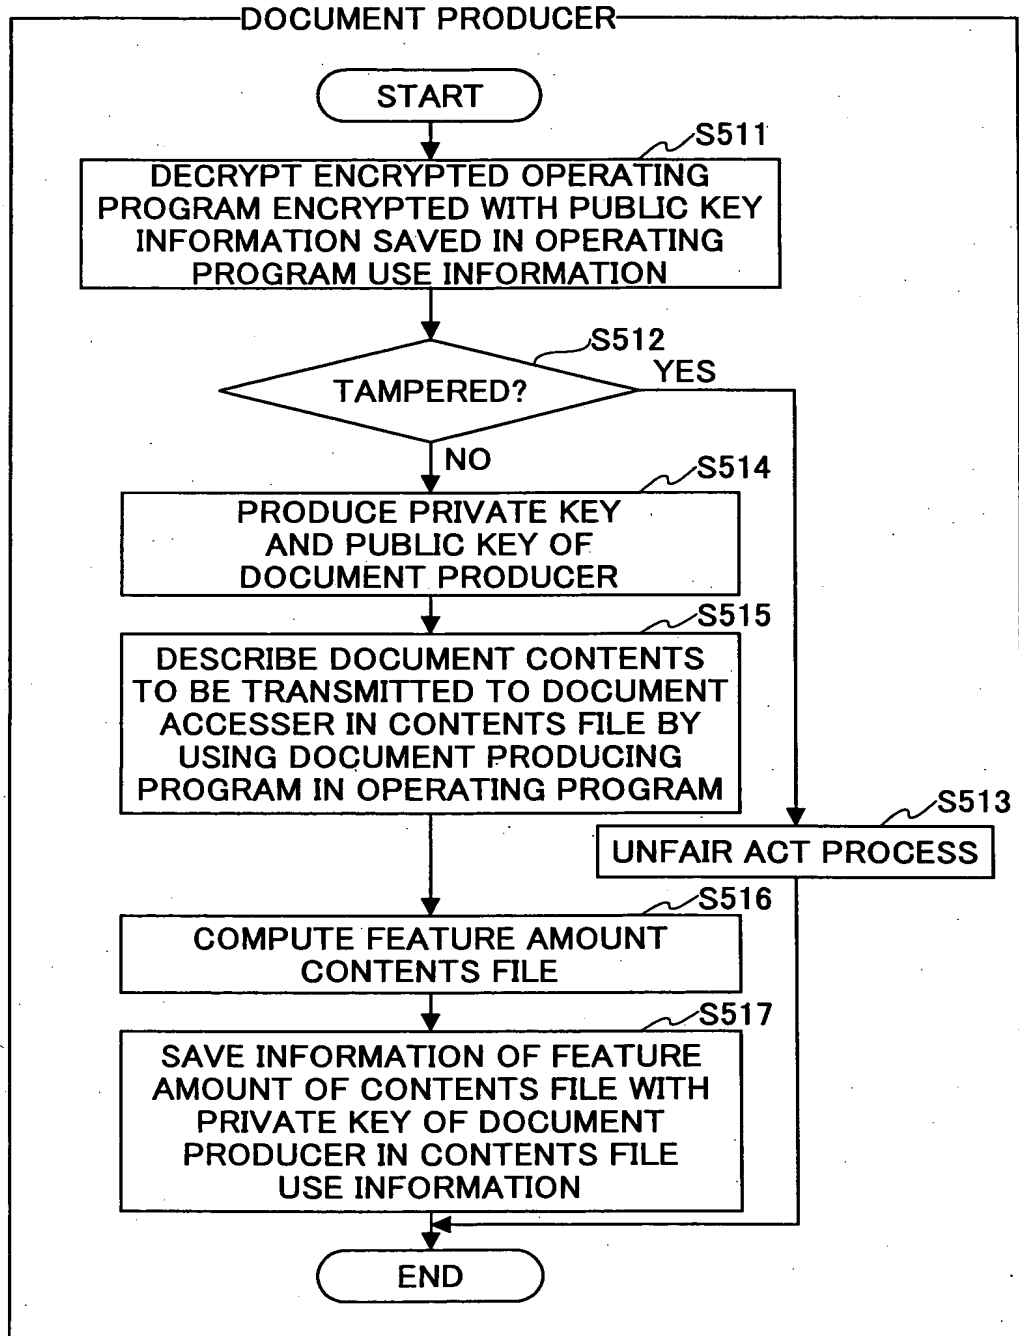 DOCUMENT PRODUCER
START
S511
DECRYPT ENCRYPTED OPERATING
PROGRAM ENCRYPTED WITH PUBLIC KEY
INFORMATION SAVED IN OPERATING
PROGRAM USE INFORMATION
S512
TAMPERED?
YES
NO
S514
PRODUCE PRIVATE KEY
AND PUBLIC KEY OF
DOCUMENT PRODUCER
S515
DESCRIBE DOCUMENT CONTENTS
TO BE TRANSMITTED TO DOCUMENT
ACCESSER IN CONTENTS FILE BY
USING DOCUMENT PRODUCING
PROGRAM IN OPERATING PROGRAM
S513
UNFAIR ACT PROCESS
S516
COMPUTE FEATURE AMOUNT
CONTENTS FILE
S517
SAVE INFORMATION OF FEATURE
AMOUNT OF CONTENTS FILE WITH
PRIVATE KEY OF DOCUMENT
PRODUCER IN CONTENTS FILE
USE INFORMATION
END